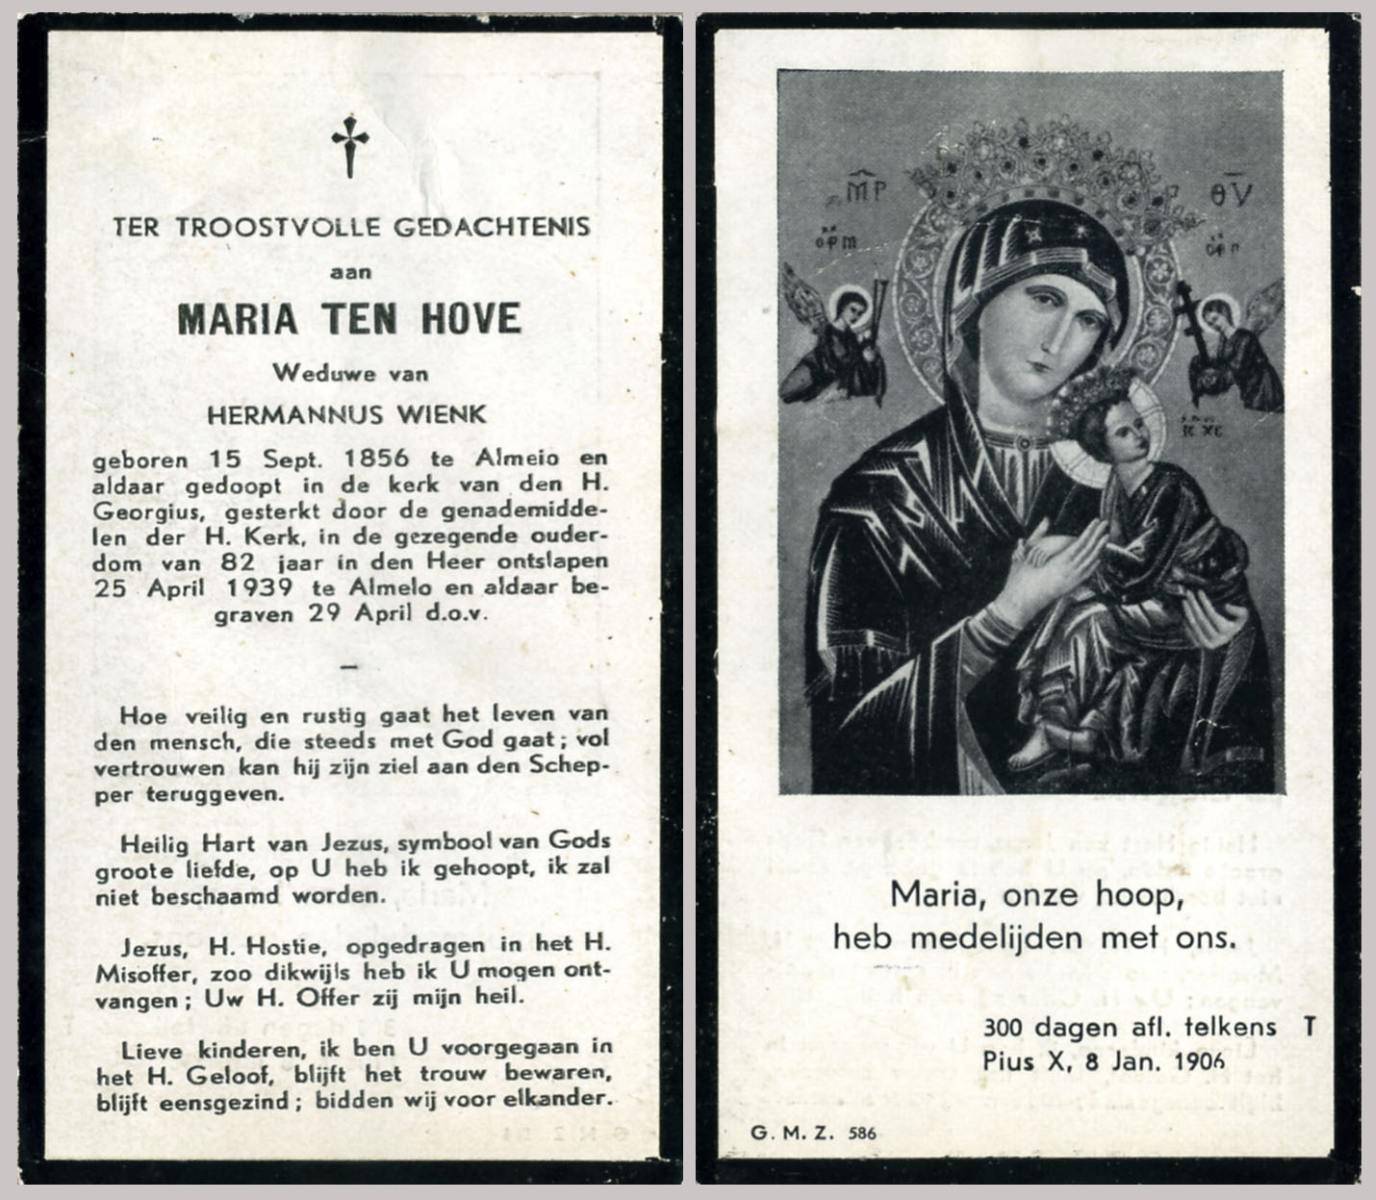 TER TROOSTVOLLE GEDACHTENIS
aan
MARIA TEN HOVE
Weduwe van
HERMANNUS WIENK
geboren 15 Sept. 1856 te Almeio en
aldaar gedoopt in de kerk van den H.
Georgius, gesterkt door de genademidde-
len der H. Kerk, in de gezegende ouder-
dom van 82 jaar in den Heer ontslapen
25 April 1939 te Almelo en aldaar be-
graven 29 April d.o.v.
—
Hoe veilig en rustig gaat het leven van
den mensch, die steeds met God gaat; vol
vertrouwen kan hij zijn ziel aan den Schep-
per teruggeven.
Heilig Hart van Jezus, symbool van Gods
groote liefde, op U heb ik gehoopt, ik zal
niet beschaamd worden.
Jezus, H. Hostie, opgedragen in het H.
Misoffer, zoo dikwijls heb ik U mogen ont-
vangen; Uw H. Offer zij mijn heil.
Lieve kinderen, ik ben U voorgegaan in
het H. Geloof, blijft het trouw bewaren,
blijft eensgezind; bidden wij voor elkander.
M̂P Θ̅V
ΟΡΜ
IC XC
Maria, onze hoop,
heb medelijden met ons.
300 dagen afl. telkens T
Pius X, 8 Jan. 1906
G. M. Z. 586